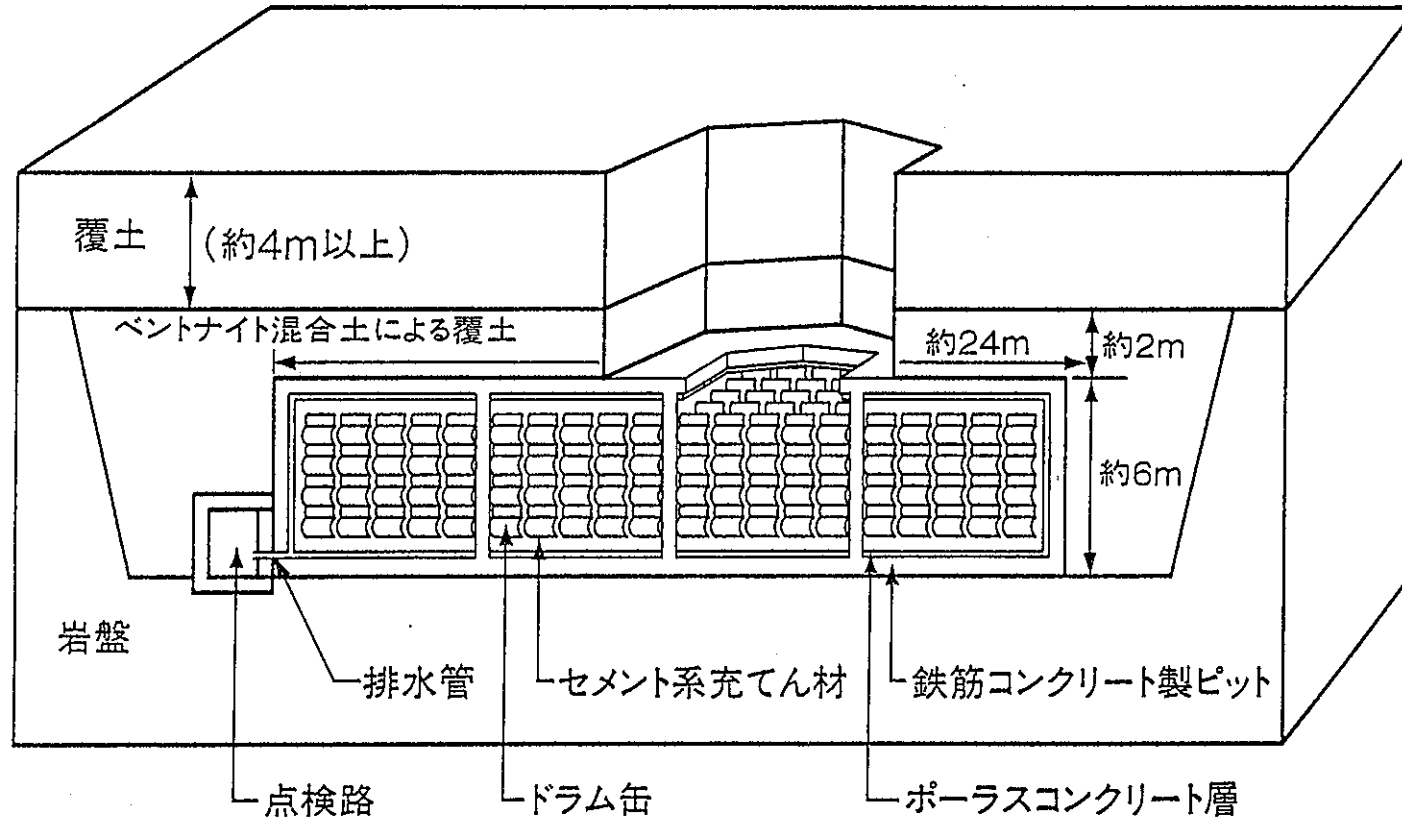 覆土
(約4m以上)
ベントナイト混合土による覆土
約24m
約2m
約6m
岩盤
排水管
セメント系充てん材
鉄筋コンクリート製ピット
点検路
ドラム缶
ポーラスコンクリート層